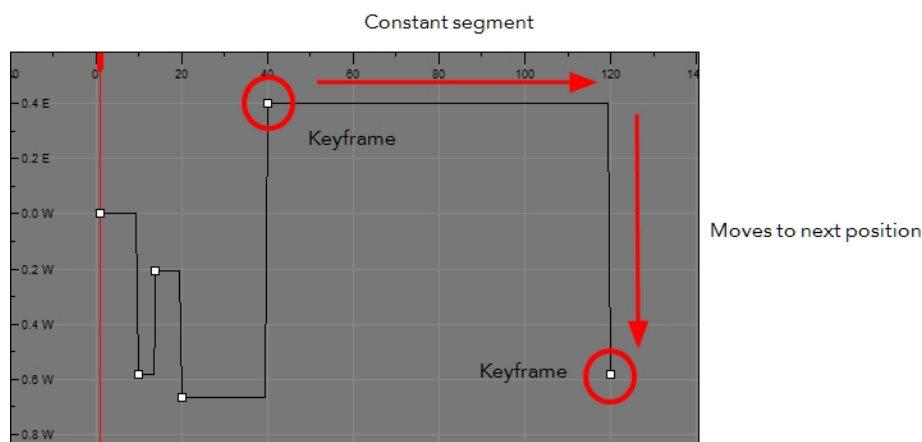 Constant segment
0 0 20 40 60 80 100 120 14
0.4 E
Keyframe
0.2 E
0.0 W
Moves to next position
0.2 W
0.4 W
Keyframe
0.6 W
0.8 W